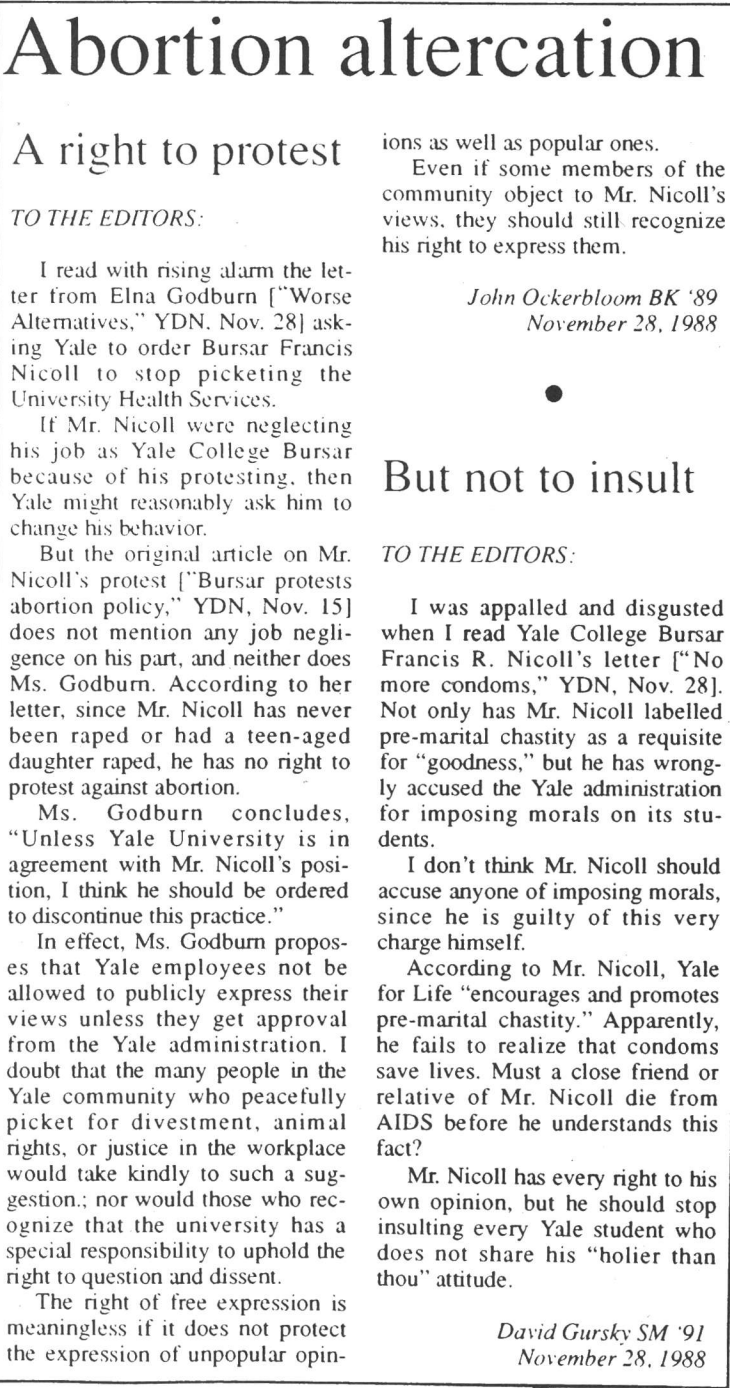 Abortion altercation
A right to protest
TO THE EDITORS:
I read with rising alarm the let-
ter from Elna Godburn ["Worse
Alternatives," YDN, Nov. 28] ask-
ing Yale to order Bursar Francis
Nicoll to stop picketing the
University Health Services.
If Mr. Nicoll were neglecting
his job as Yale College Bursar
because of his protesting, then
Yale might reasonably ask him to
change his behavior.
But the original article on Mr.
Nicoll's protest ["Bursar protests
abortion policy," YDN, Nov. 15]
does not mention any job negli-
gence on his part, and neither does
Ms. Godburn. According to her
letter, since Mr. Nicoll has never
been raped or had a teen-aged
daughter raped, he has no right to
protest against abortion.
Ms. Godburn concludes,
"Unless Yale University is in
agreement with Mr. Nicoll's posi-
tion, I think he should be ordered
to discontinue this practice."
In effect, Ms. Godburn propos-
es that Yale employees not be
allowed to publicly express their
views unless they get approval
from the Yale administration. I
doubt that the many people in the
Yale community who peacefully
picket for divestment, animal
rights, or justice in the workplace
would take kindly to such a sug-
gestion.; nor would those who rec-
ognize that the university has a
special responsibility to uphold the
right to question and dissent.
The right of free expression is
meaningless if it does not protect
the expression of unpopular opin-
ions as well as popular ones.
Even if some members of the
community object to Mr. Nicoll's
views, they should still recognize
his right to express them.
John Ockerbloom BK '89
November 28, 1988
But not to insult
TO THE EDITORS:
I was appalled and disgusted
when I read Yale College Bursar
Francis R. Nicoll's letter ["No
more condoms," YDN, Nov. 28].
Not only has Mr. Nicoll labelled
pre-marital chastity as a requisite
for "goodness," but he has wrong-
ly accused the Yale administration
for imposing morals on its stu-
dents.
I don't think Mr. Nicoll should
accuse anyone of imposing morals,
since he is guilty of this very
charge himself.
According to Mr. Nicoll, Yale
for Life "encourages and promotes
pre-marital chastity." Apparently,
he fails to realize that condoms
save lives. Must a close friend or
relative of Mr. Nicoll die from
AIDS before he understands this
fact?
Mr. Nicoll has every right to his
own opinion, but he should stop
insulting every Yale student who
does not share his "holier than
thou" attitude.
David Gursky SM '91
November 28, 1988